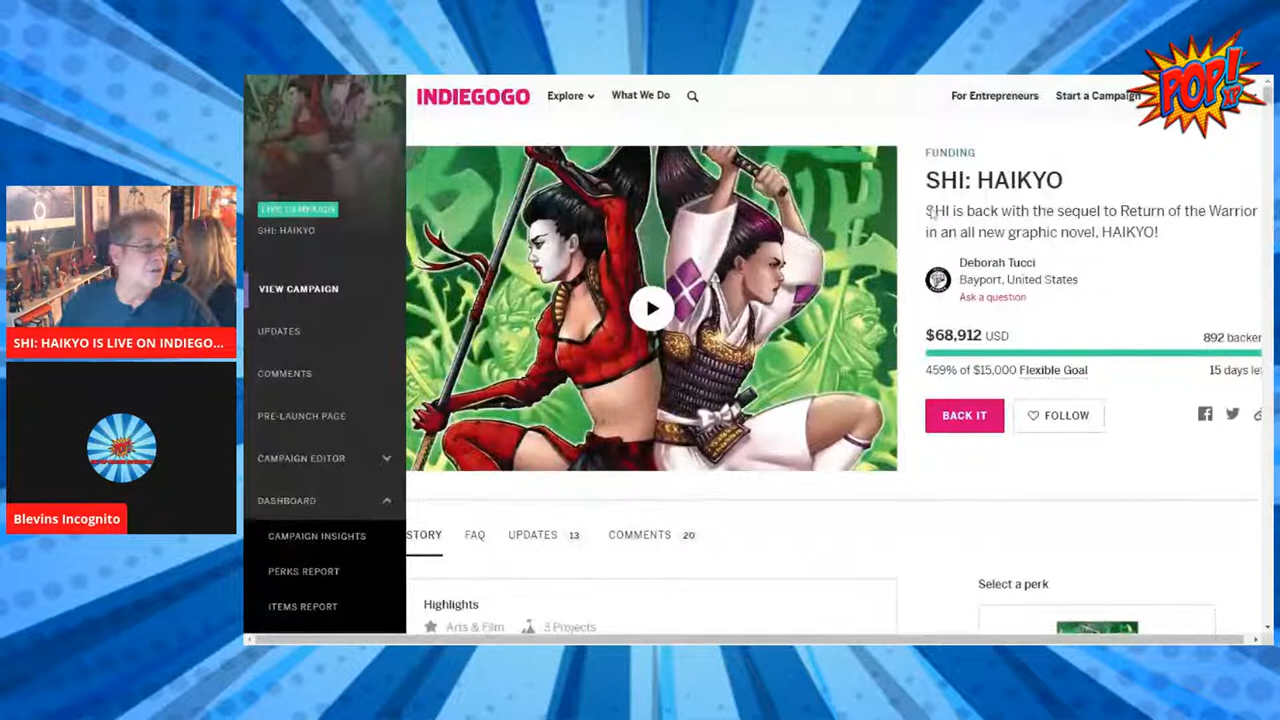 POP!
XP
INDIEGOGO
Explore
What We Do
For Entrepreneurs
Start a Campaign
LIVE CAMPAIGN
SHI: HAIKYO
VIEW CAMPAIGN
UPDATES
COMMENTS
PRE-LAUNCH PAGE
CAMPAIGN EDITOR
DASHBOARD
CAMPAIGN INSIGHTS
PERKS REPORT
ITEMS REPORT
FUNDING
SHI: HAIKYO
SHI is back with the sequel to Return of the Warrior
in an all new graphic novel, HAIKYO!
Deborah Tucci
Bayport, United States
Ask a question
$68,912 USD
892 backer
459% of $15,000 Flexible Goal
15 days le
BACK IT
FOLLOW
STORY
FAQ
UPDATES 13
COMMENTS 20
Highlights
Arts & Film
3 Projects
Select a perk
SHI: HAIKYO IS LIVE ON INDIEGO...
POP!
Blevins Incognito